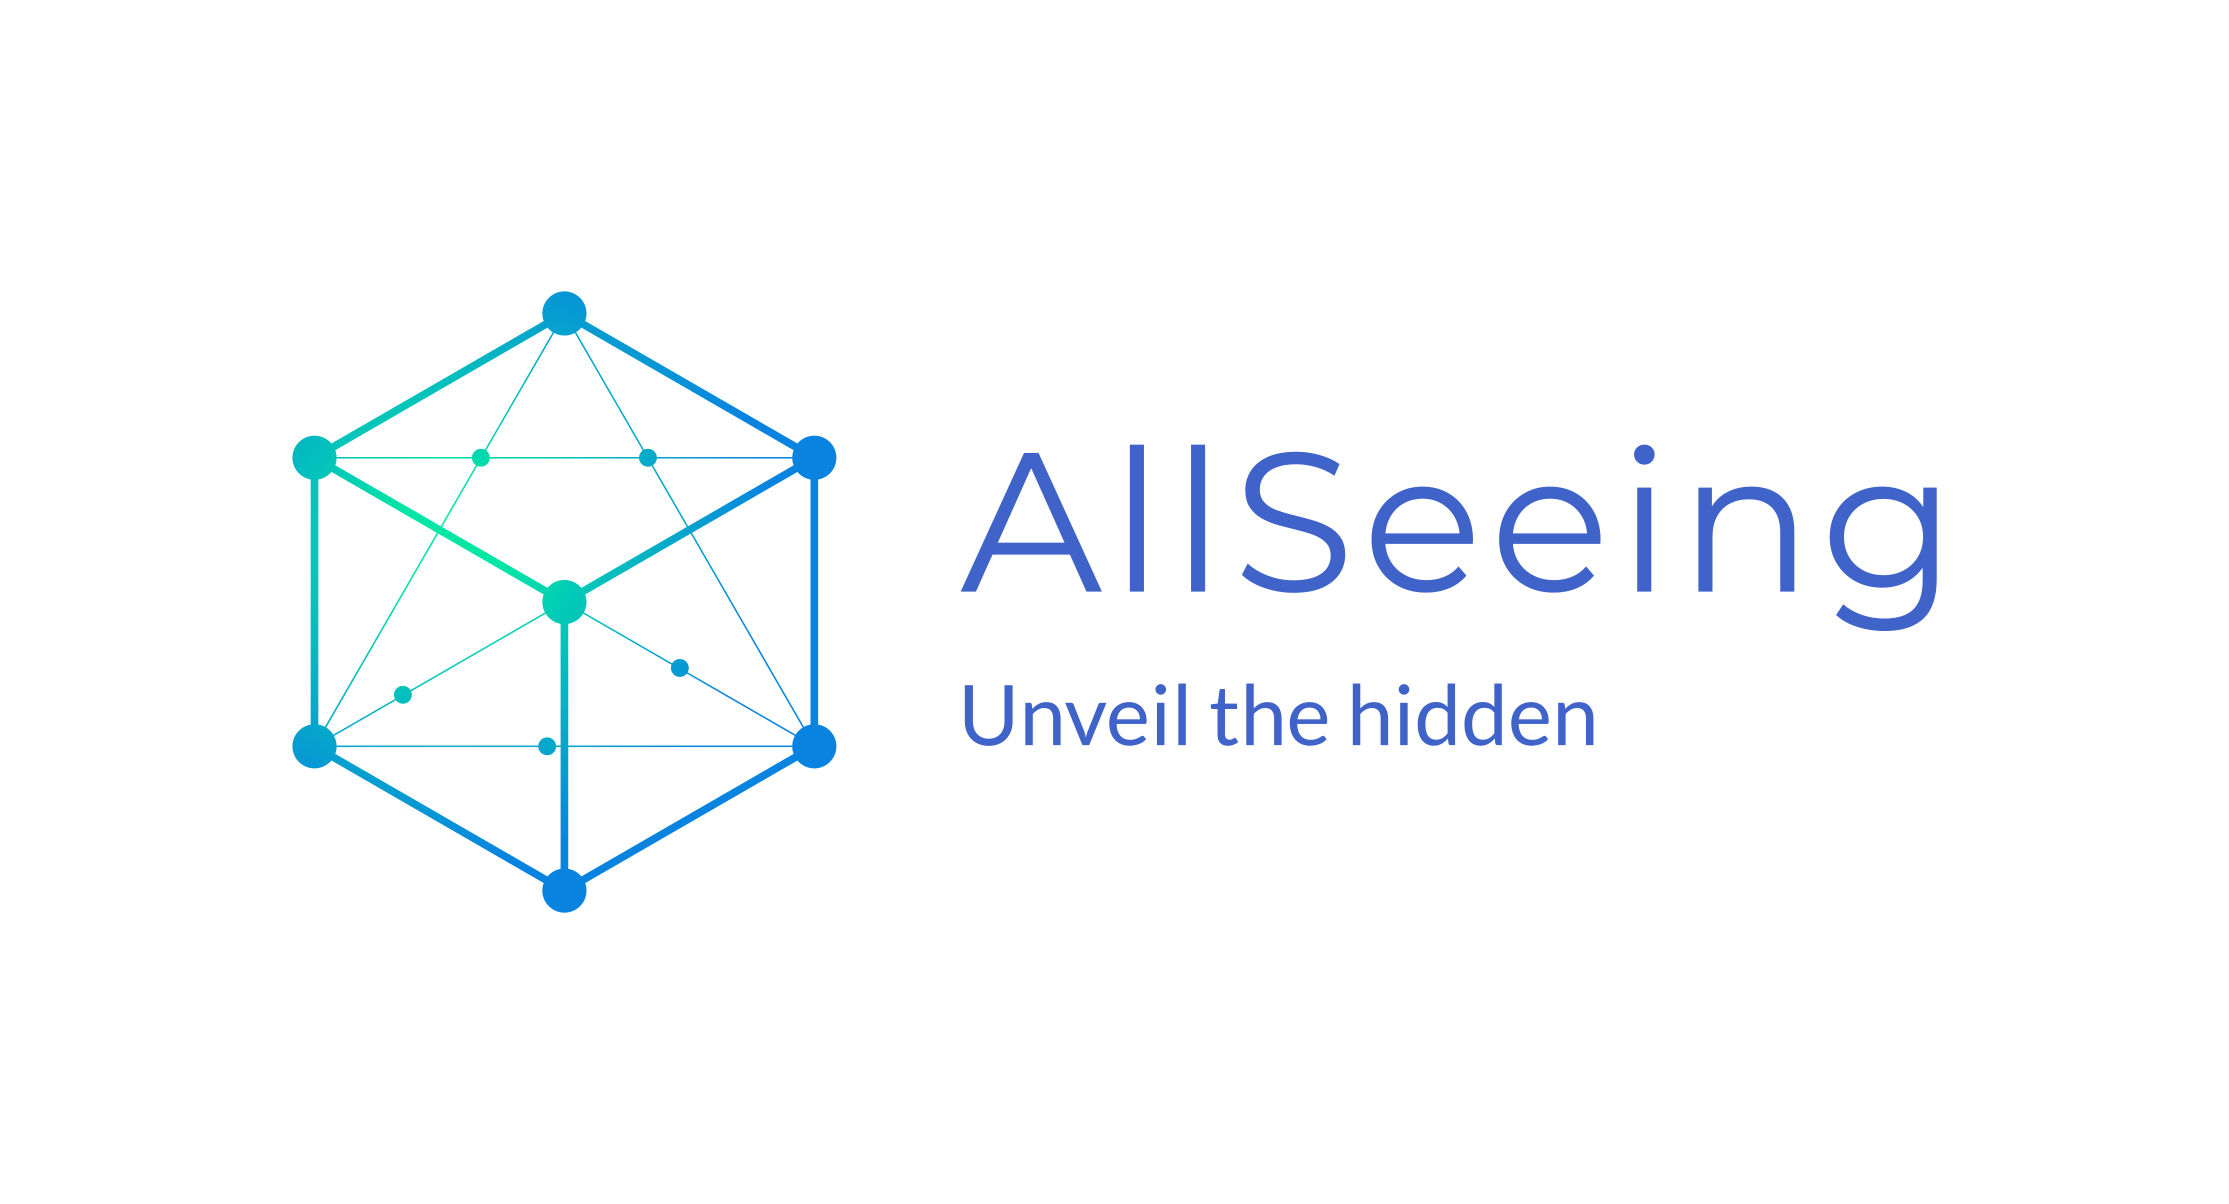 AllSeeing
Unveil the hidden